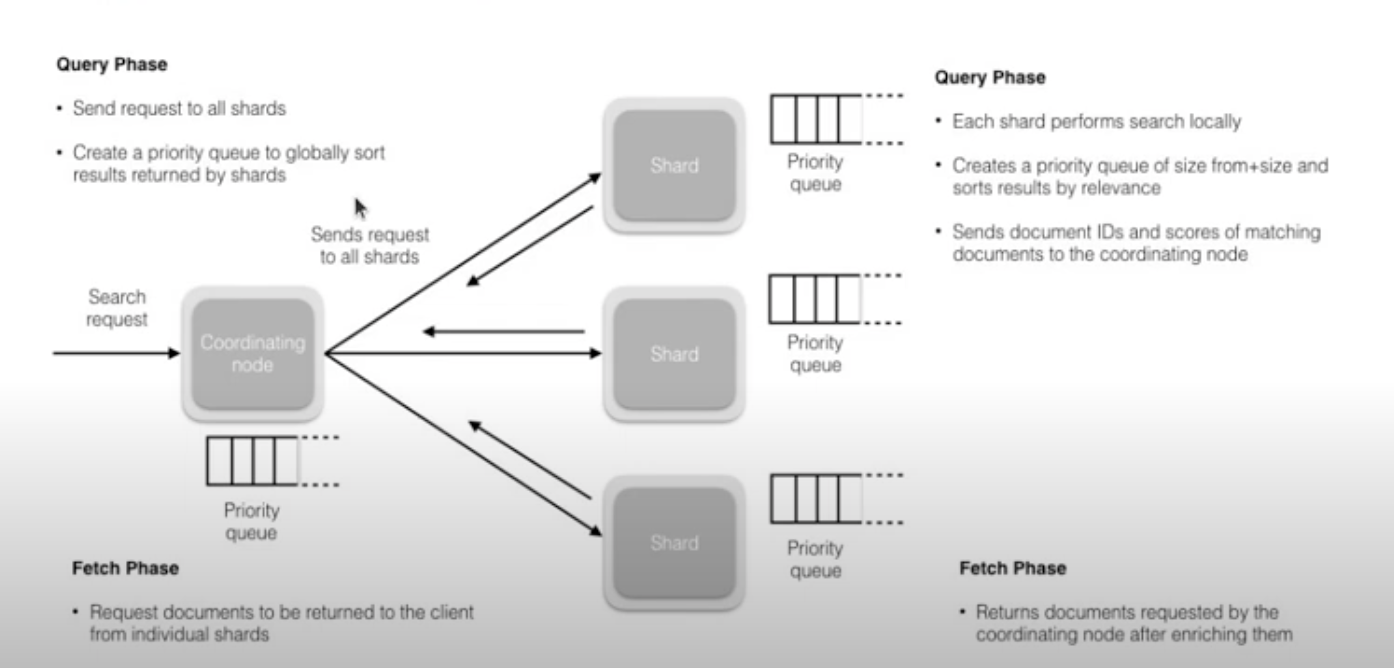 Query Phase
• Send request to all shards
• Create a priority queue to globally sort
results returned by shards
Sends request
to all shards
Search
request
Coordinating
node
Priority
queue
Fetch Phase
• Request documents to be returned to the client
from individual shards
Shard
Priority
queue
Shard
Priority
queue
Shard
Priority
queue
Query Phase
• Each shard performs search locally
• Creates a priority queue of size from+size and
sorts results by relevance
• Sends document IDs and scores of matching
documents to the coordinating node
Fetch Phase
• Returns documents requested by the
coordinating node after enriching them